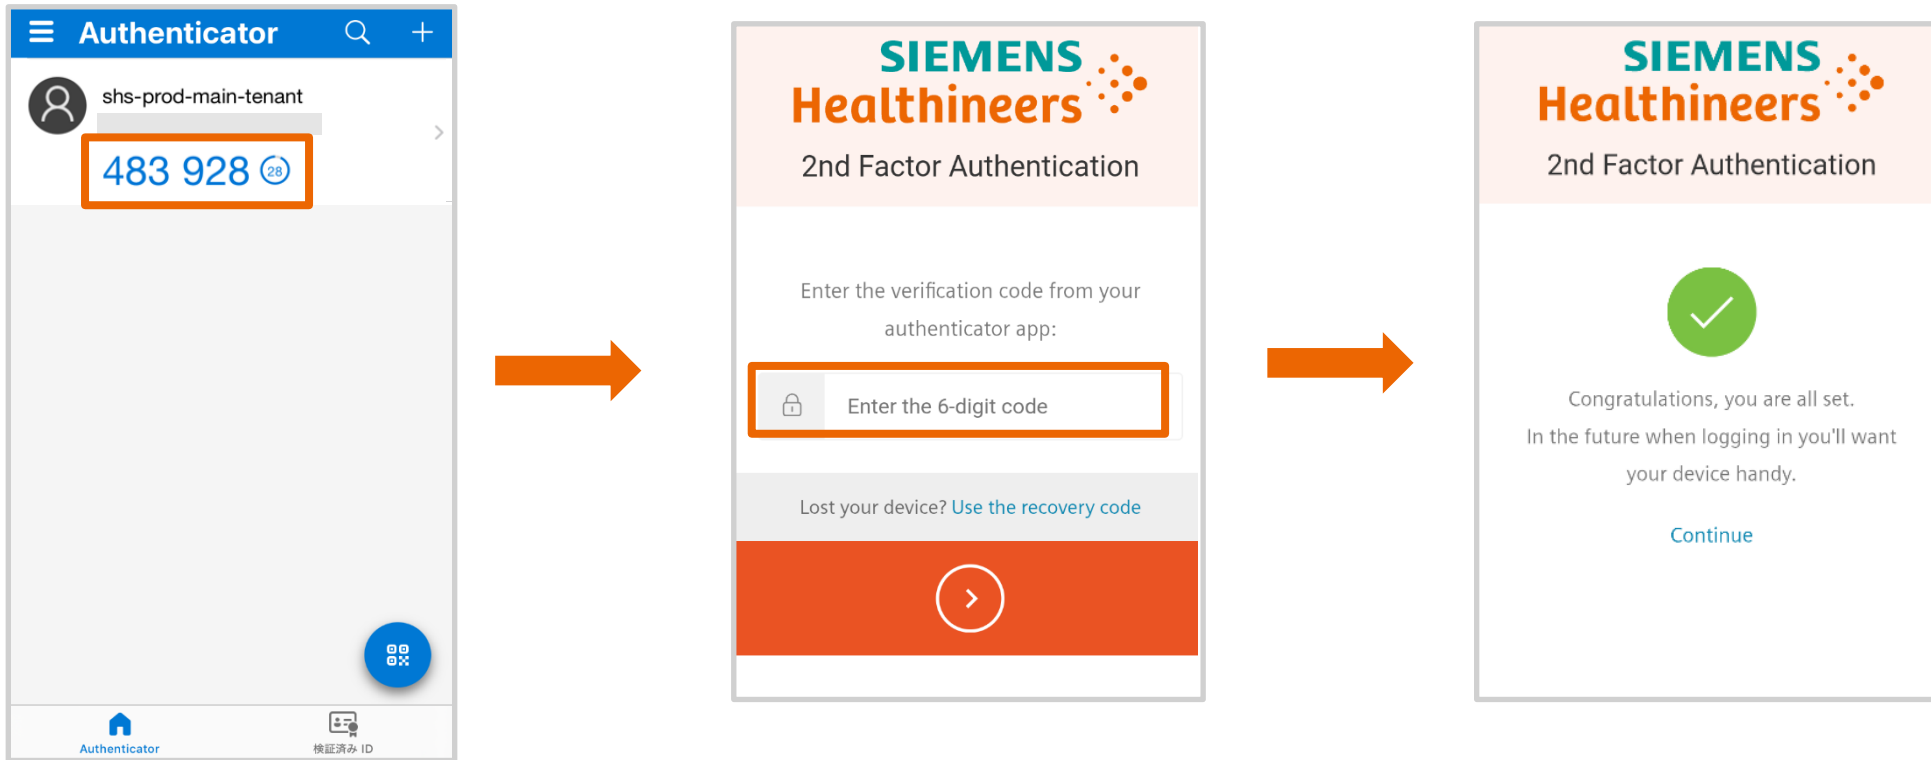 Authenticator
shs-prod-main-tenant
483 928 28
Authenticator
検証済み ID
SIEMENS
Healthineers
2nd Factor Authentication
Enter the verification code from your
authenticator app:
Enter the 6-digit code
Lost your device? Use the recovery code
SIEMENS
Healthineers
2nd Factor Authentication
Congratulations, you are all set.
In the future when logging in you'll want
your device handy.
Continue